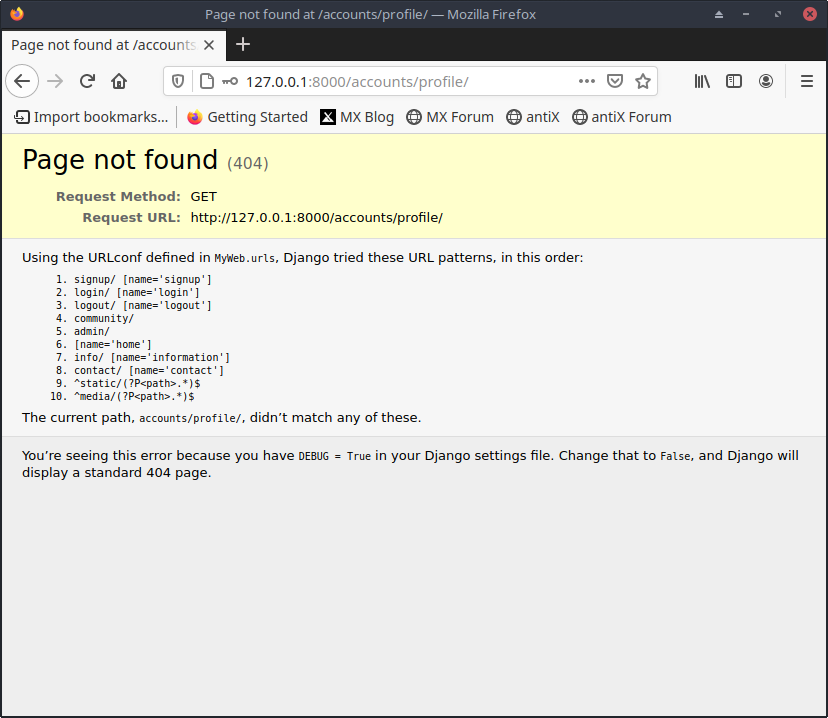 Page not found at /accounts/profile/ — Mozilla Firefox
Page not found at /accounts
127.0.0.1:8000/accounts/profile/
Import bookmarks... Getting Started MX Blog MX Forum antiX antiX Forum
Page not found (404)
Request Method: GET
Request URL: http://127.0.0.1:8000/accounts/profile/
Using the URLconf defined in MyWeb.urls, Django tried these URL patterns, in this order:
1. signup/ [name='signup']
2. login/ [name='login']
3. logout/ [name='logout']
4. community/
5. admin/
6. [name='home']
7. info/ [name='information']
8. contact/ [name='contact']
9. ^static/(?P<path>.*)$
10. ^media/(?P<path>.*)$
The current path, accounts/profile/, didn’t match any of these.
You’re seeing this error because you have DEBUG = True in your Django settings file. Change that to False, and Django will
display a standard 404 page.